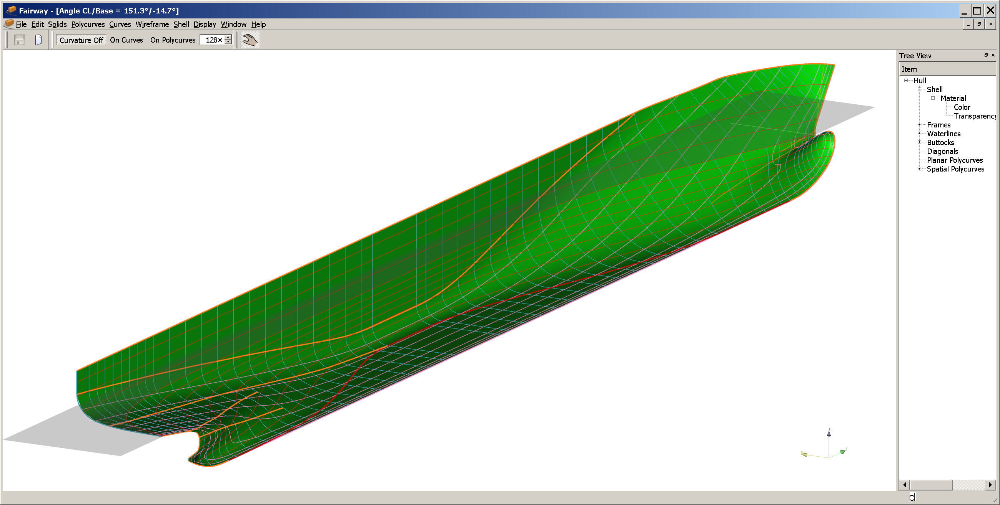 Fairway - [Angle CL/Base = 151.3°/-14.7°]
File Edit Solids Polycurves Curves Wireframe Shell Display Window Help
Curvature Off On Curves On Polycurves 128×
Tree View
Item
Hull
Shell
Material
Color
Transparency
Frames
Waterlines
Buttocks
Diagonals
Planar Polycurves
Spatial Polycurves
H
L
d